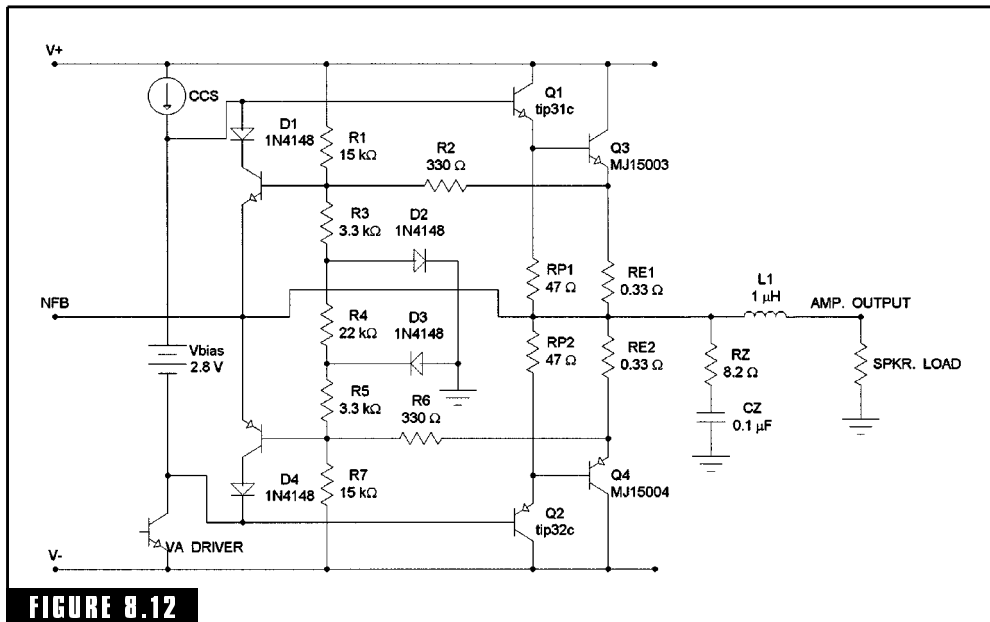 V+
CCS
D1
1N4148
R1
15 kΩ
R2
330 Ω
Q1
tip31c
Q3
MJ15003
R3
3.3 kΩ
D2
1N4148
RP1
47 Ω
RE1
0.33 Ω
L1
1 µH
AMP. OUTPUT
NFB
R4
22 kΩ
D3
1N4148
Vbias
2.8 V
RP2
47 Ω
RE2
0.33 Ω
RZ
8.2 Ω
SPKR. LOAD
R5
3.3 kΩ
R6
330 Ω
CZ
0.1 µF
D4
1N4148
R7
15 kΩ
Q4
MJ15004
Q2
tip32c
VA DRIVER
V-
FIGURE 8.12